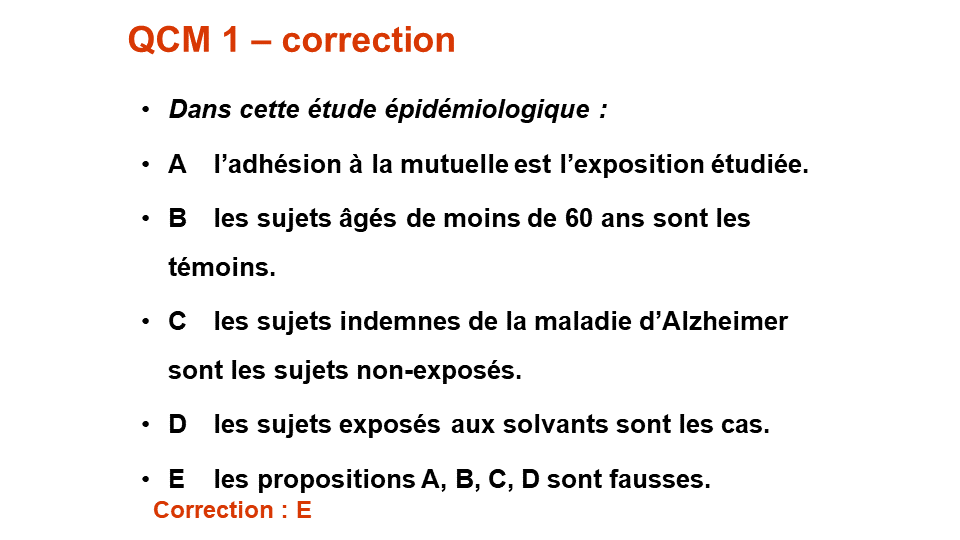 QCM 1 – correction
• Dans cette étude épidémiologique :
• A l’adhésion à la mutuelle est l’exposition étudiée.
• B les sujets âgés de moins de 60 ans sont les
témoins.
• C les sujets indemnes de la maladie d’Alzheimer
sont les sujets non-exposés.
• D les sujets exposés aux solvants sont les cas.
• E les propositions A, B, C, D sont fausses.
Correction : E